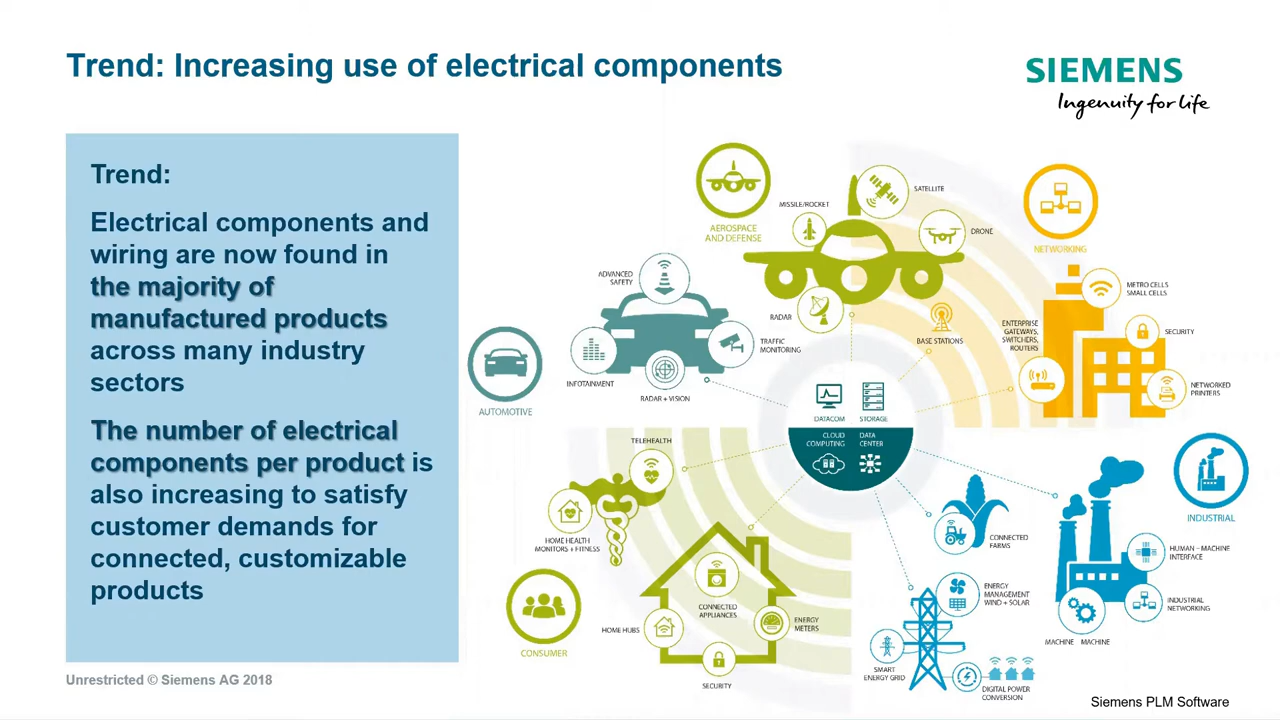 Trend: Increasing use of electrical components
SIEMENS
Ingenuity for life
Trend:
Electrical components and
wiring are now found in
the majority of
manufactured products
across many industry
sectors
The number of electrical
components per product is
also increasing to satisfy
customer demands for
connected, customizable
products
AEROSPACE
AND DEFENSE
MISSILE/ROCKET
SATELLITE
DRONE
RADAR
NETWORKING
METRO CELLS
SMALL CELLS
SECURITY
ENTERPRISE
GATEWAYS,
SWITCHERS,
ROUTERS
NETWORKED
PRINTERS
BASE STATIONS
ADVANCED
SAFETY
TRAFFIC
MONITORING
INFOTAINMENT
RADAR + VISION
AUTOMOTIVE
DATACOM
STORAGE
CLOUD
COMPUTING
DATA
CENTER
TELEHEALTH
HOME HEALTH
MONITORS + FITNESS
CONSUMER
CONNECTED
APPLIANCES
HOME HUBS
ENERGY
METERS
SECURITY
CONNECTED
FARMS
INDUSTRIAL
HUMAN – MACHINE
INTERFACE
INDUSTRIAL
NETWORKING
MACHINE MACHINE
ENERGY
MANAGEMENT
WIND + SOLAR
SMART
ENERGY GRID
DIGITAL POWER
CONVERSION
Unrestricted © Siemens AG 2018
Siemens PLM Software